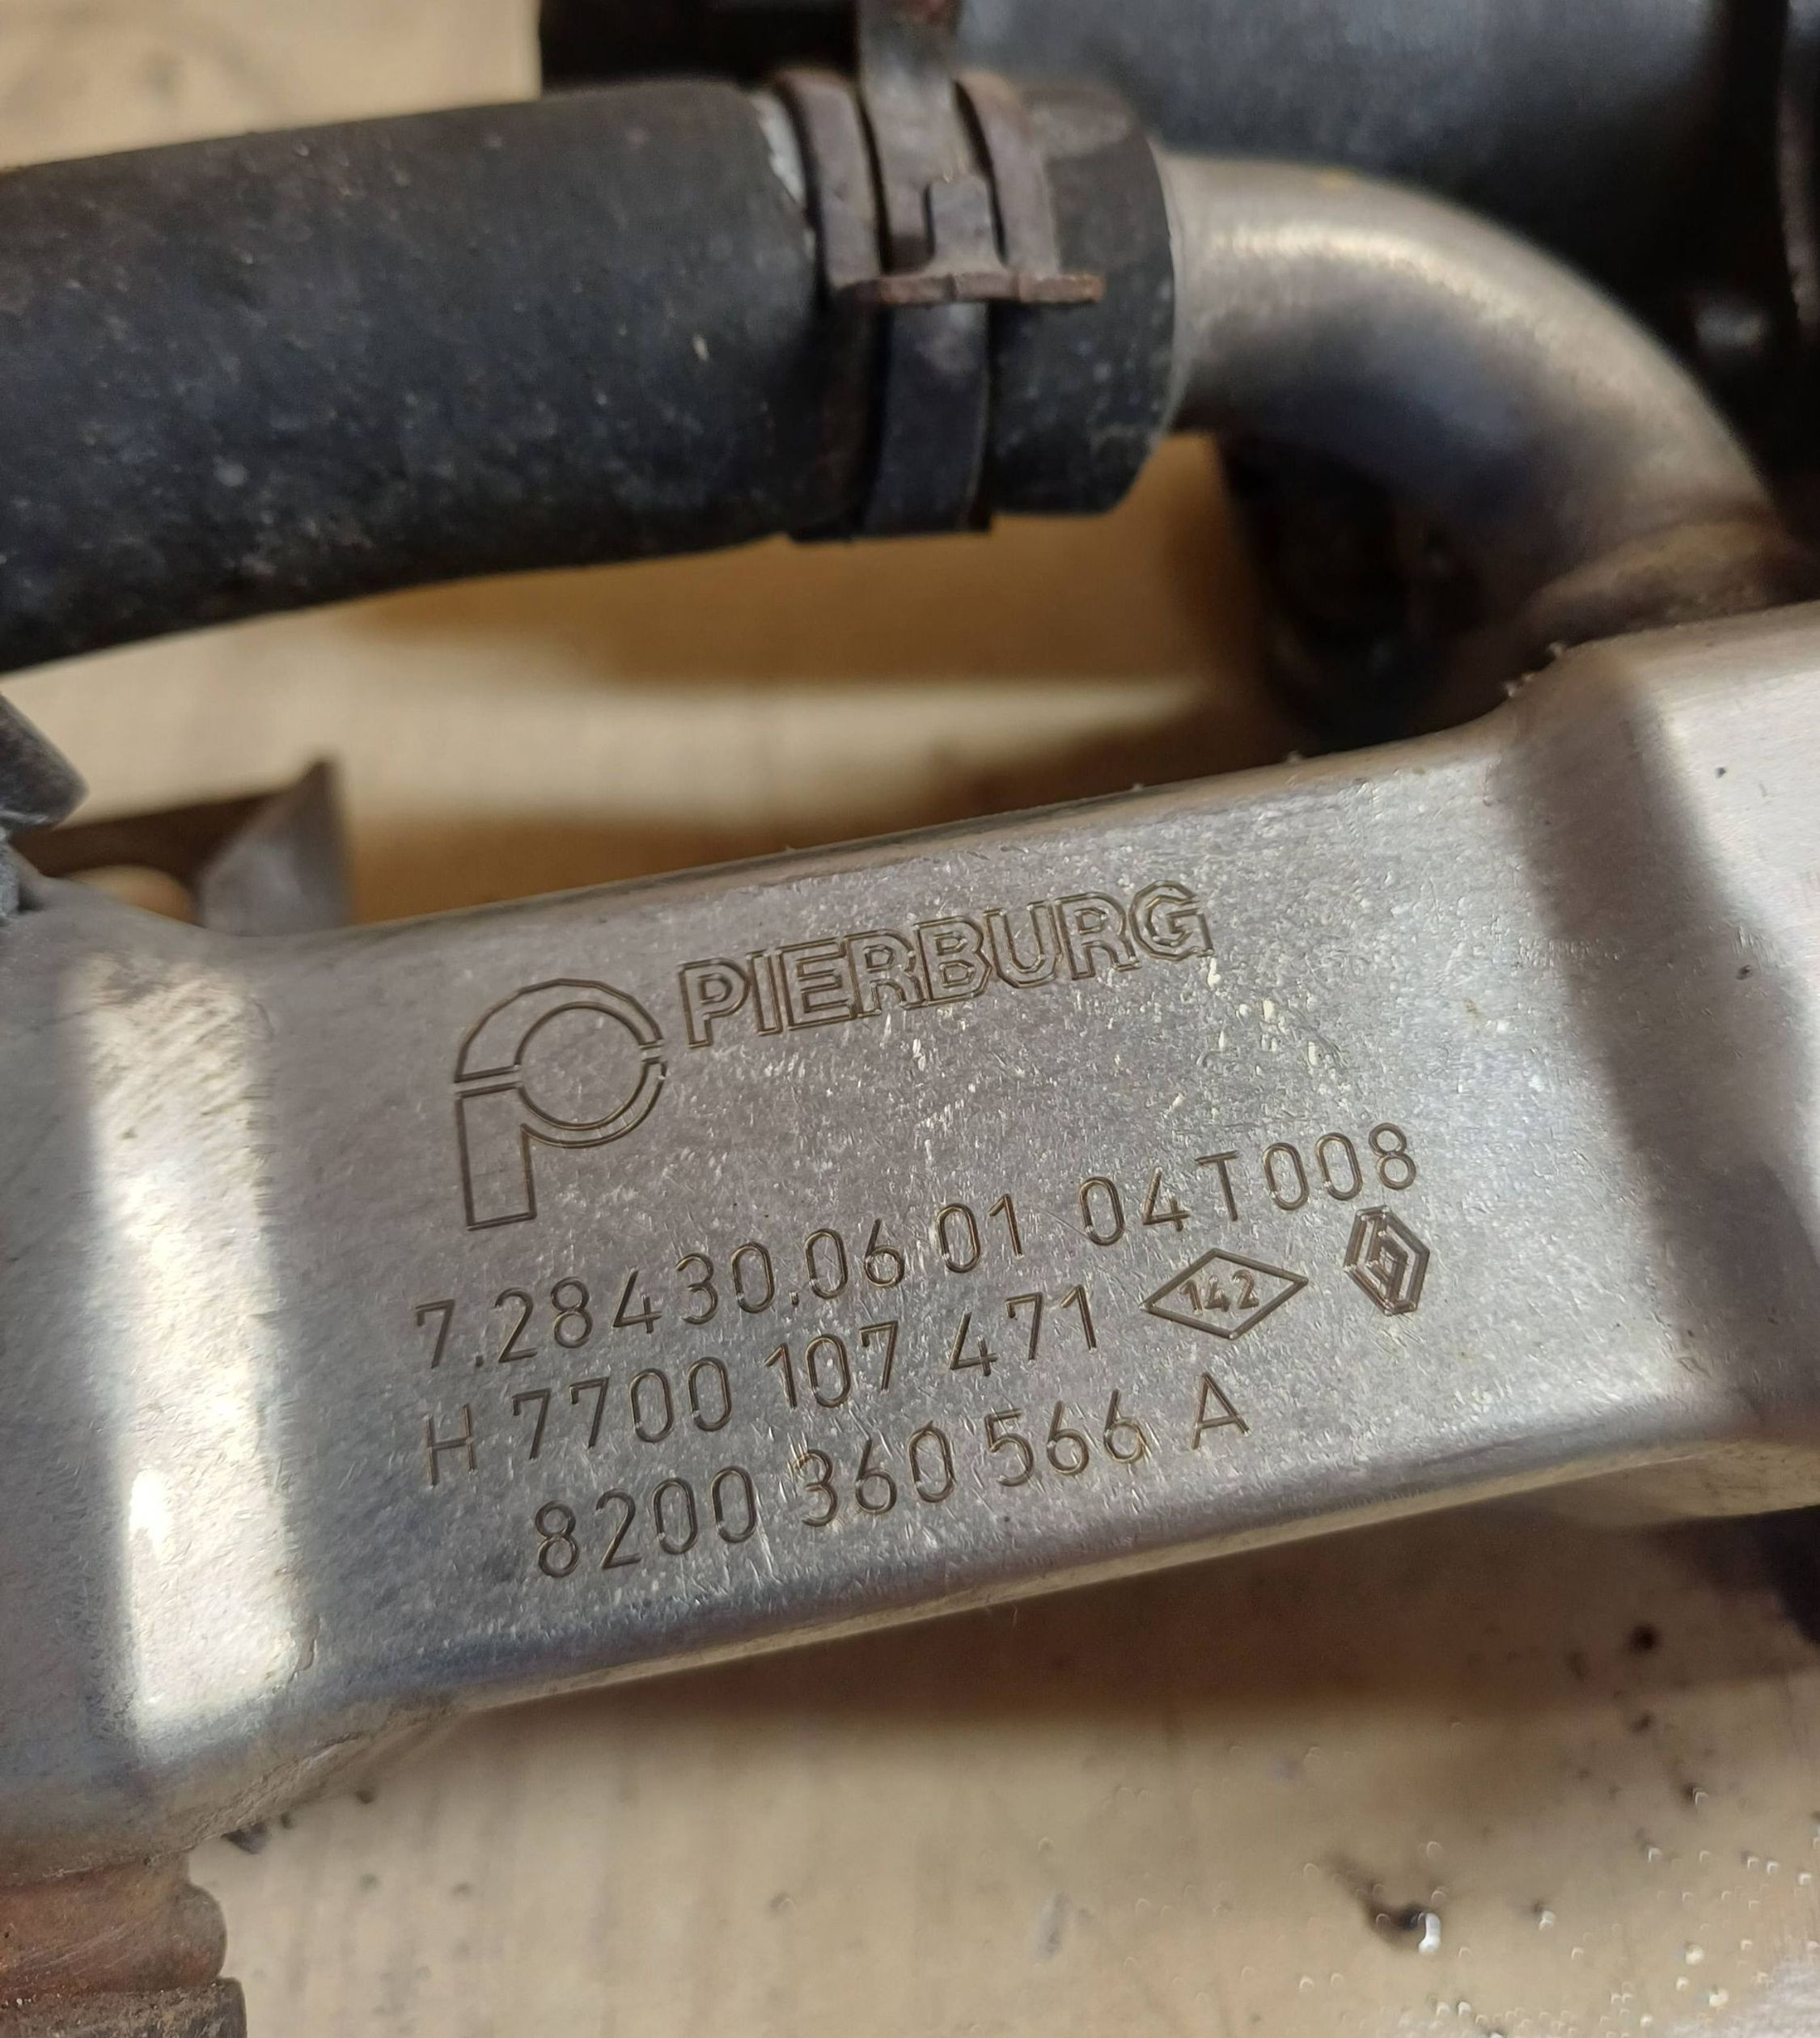 PIERBURG
7.28430.06 01 04T008
H 7700 107 471 142
8200 360 566 A